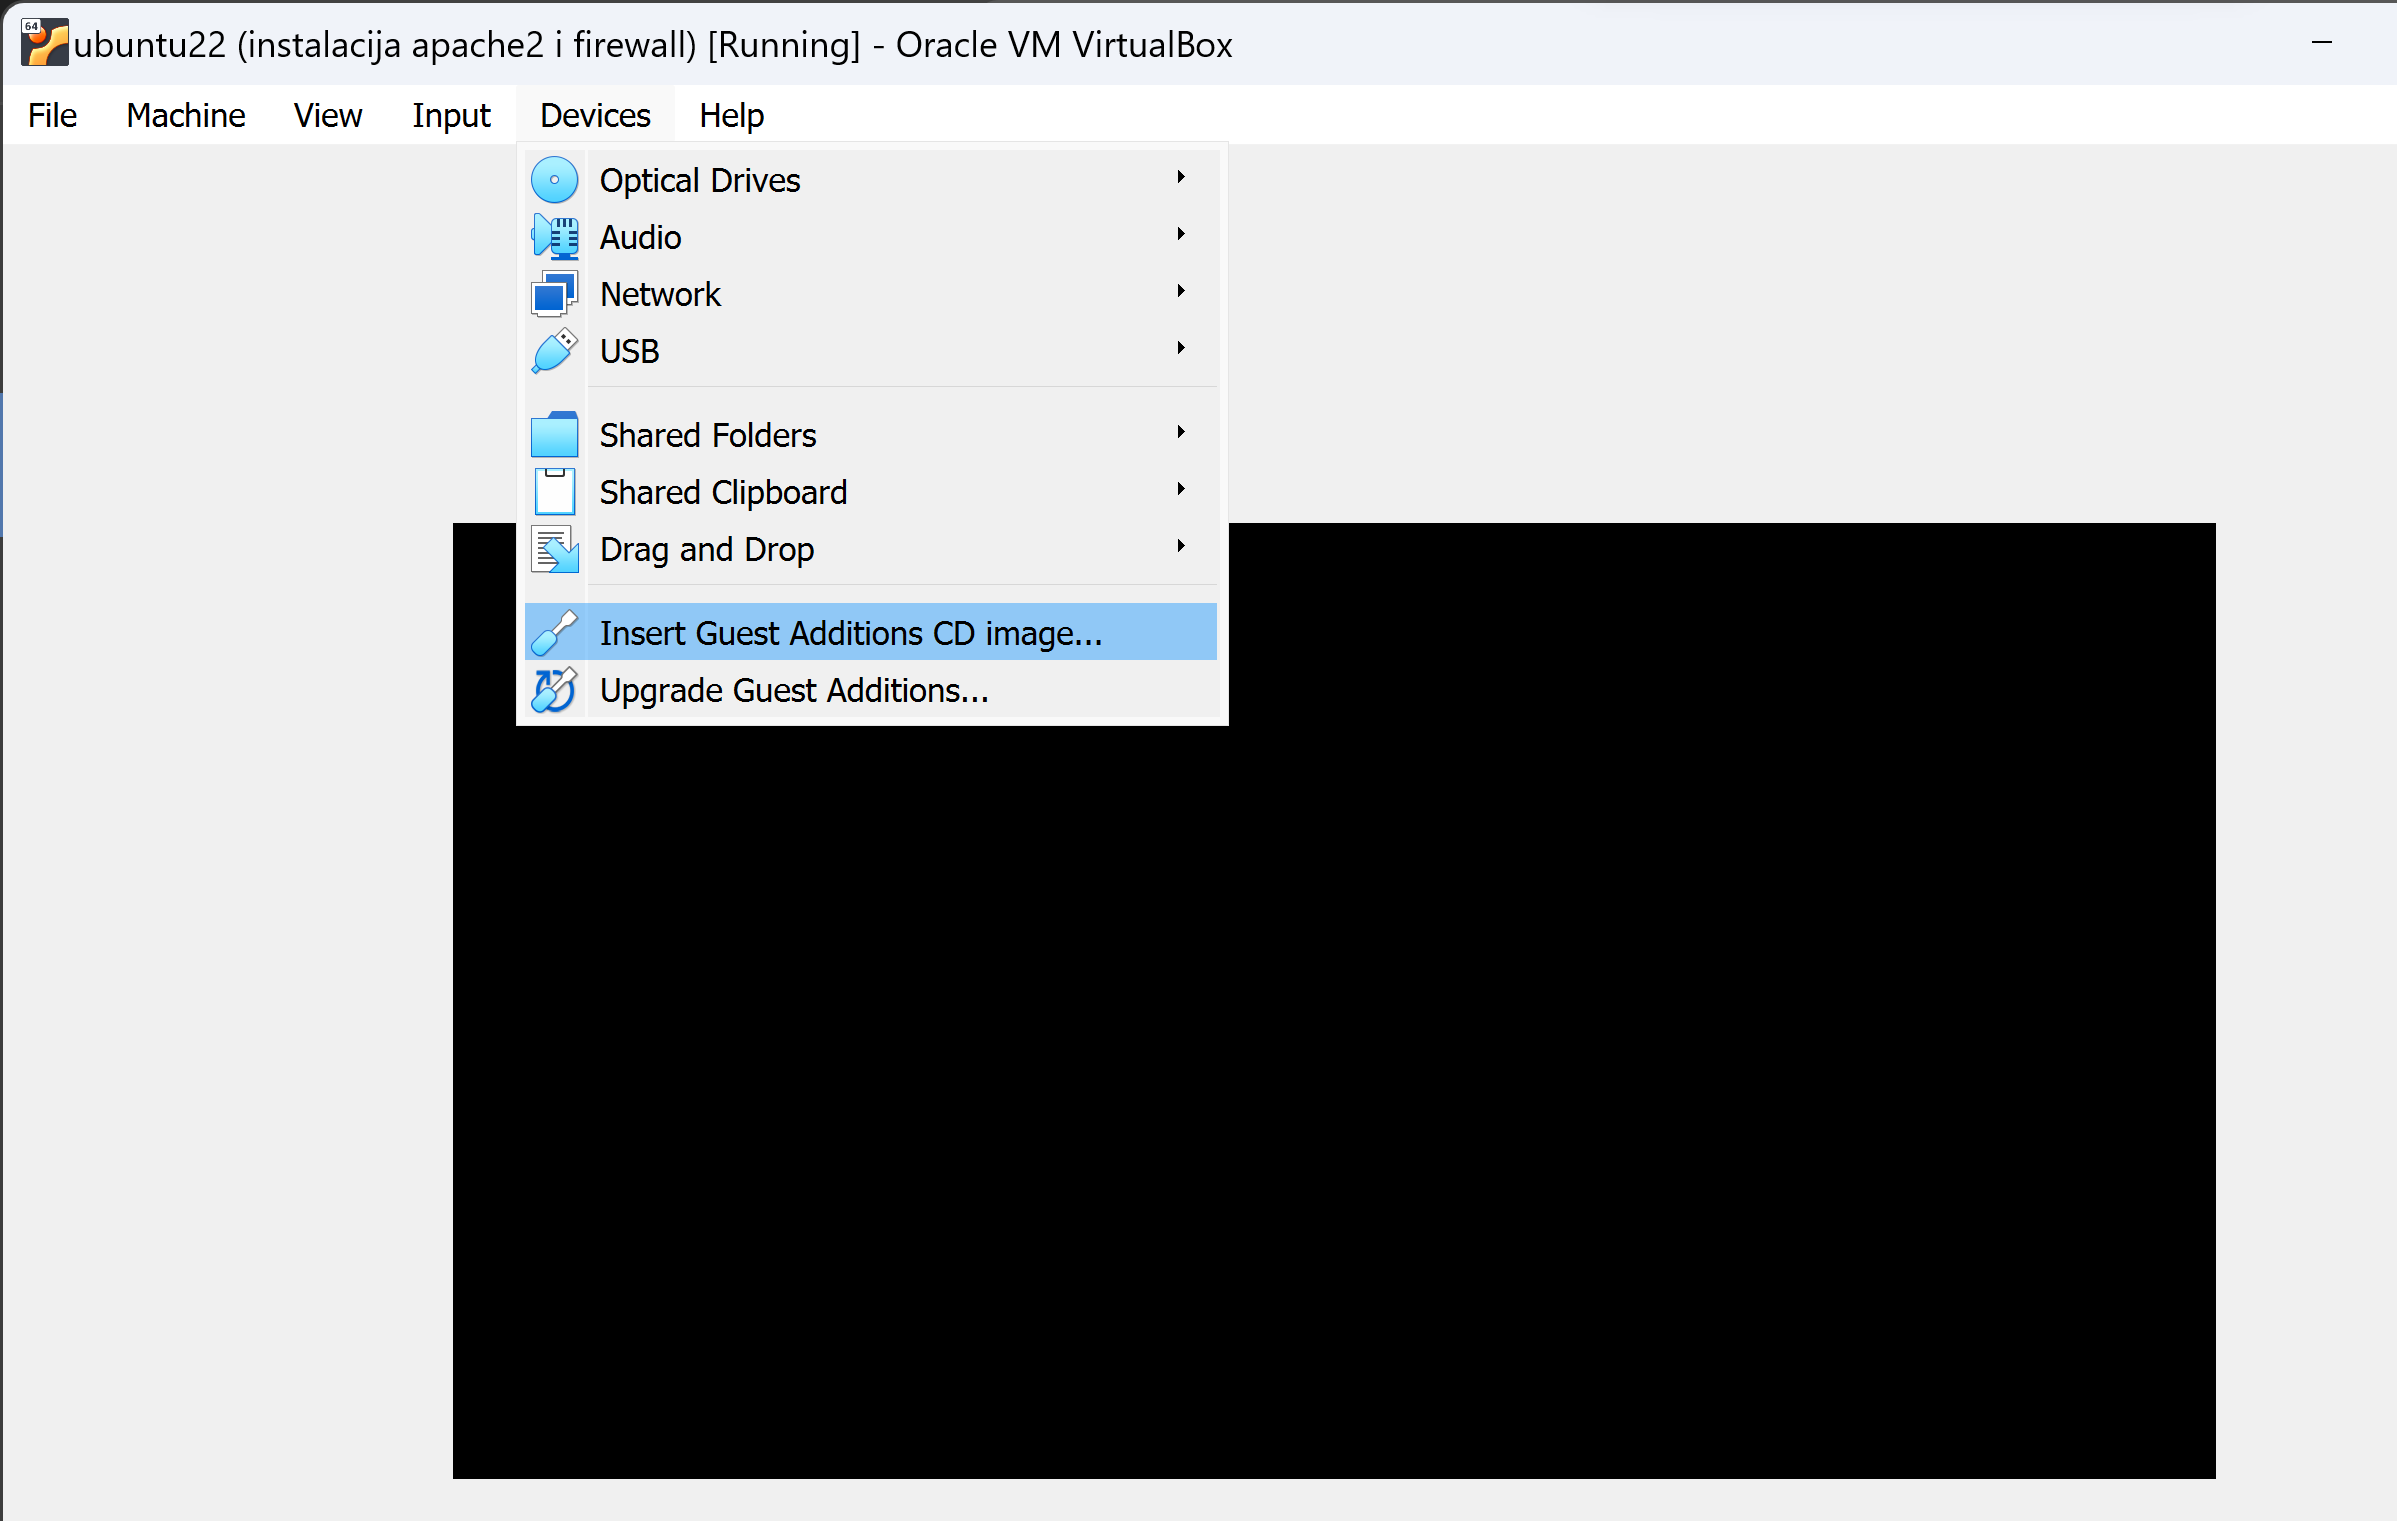 64
ubuntu22 (instalacija apache2 i firewall) [Running] - Oracle VM VirtualBox
File Machine View Input Devices Help
Optical Drives
Audio
Network
USB
Shared Folders
Shared Clipboard
Drag and Drop
Insert Guest Additions CD image...
Upgrade Guest Additions...